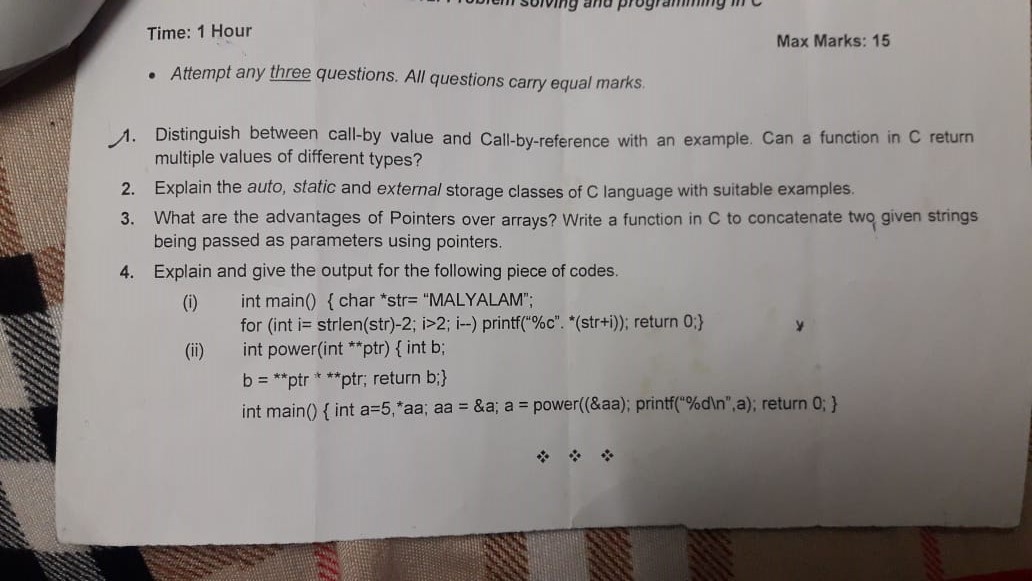 solving and programming in C
Time: 1 Hour
Max Marks: 15
• Attempt any three questions. All questions carry equal marks.
1. Distinguish between call-by value and Call-by-reference with an example. Can a function in C return
multiple values of different types?
2. Explain the auto, static and external storage classes of C language with suitable examples.
3. What are the advantages of Pointers over arrays? Write a function in C to concatenate two given strings
being passed as parameters using pointers.
4. Explain and give the output for the following piece of codes.
(i) int main() { char *str= “MALYALAM”;
for (int i= strlen(str)-2; i>2; i--) printf(“%c”. *(str+i)); return 0;}
(ii) int power(int **ptr) { int b;
b = **ptr * **ptr; return b;}
int main() { int a=5,*aa; aa = &a; a = power((&aa); printf(“%d\n”,a); return 0; }